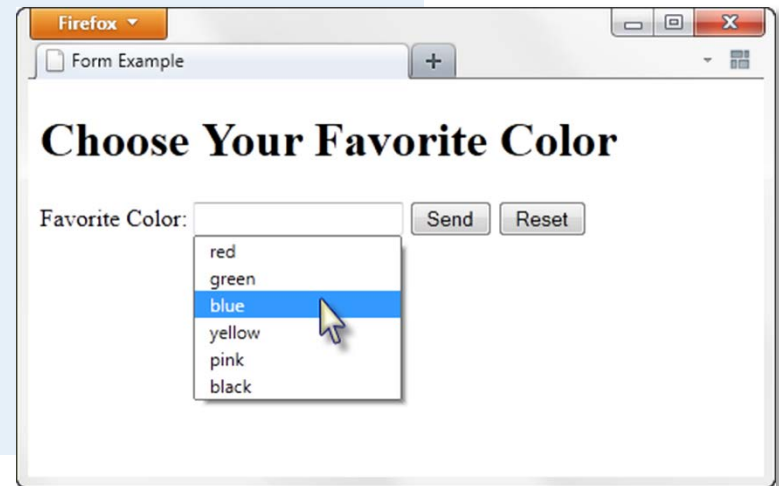 Firefox
Form Example
Choose Your Favorite Color
Favorite Color: Send Reset
red
green
blue
yellow
pink
black